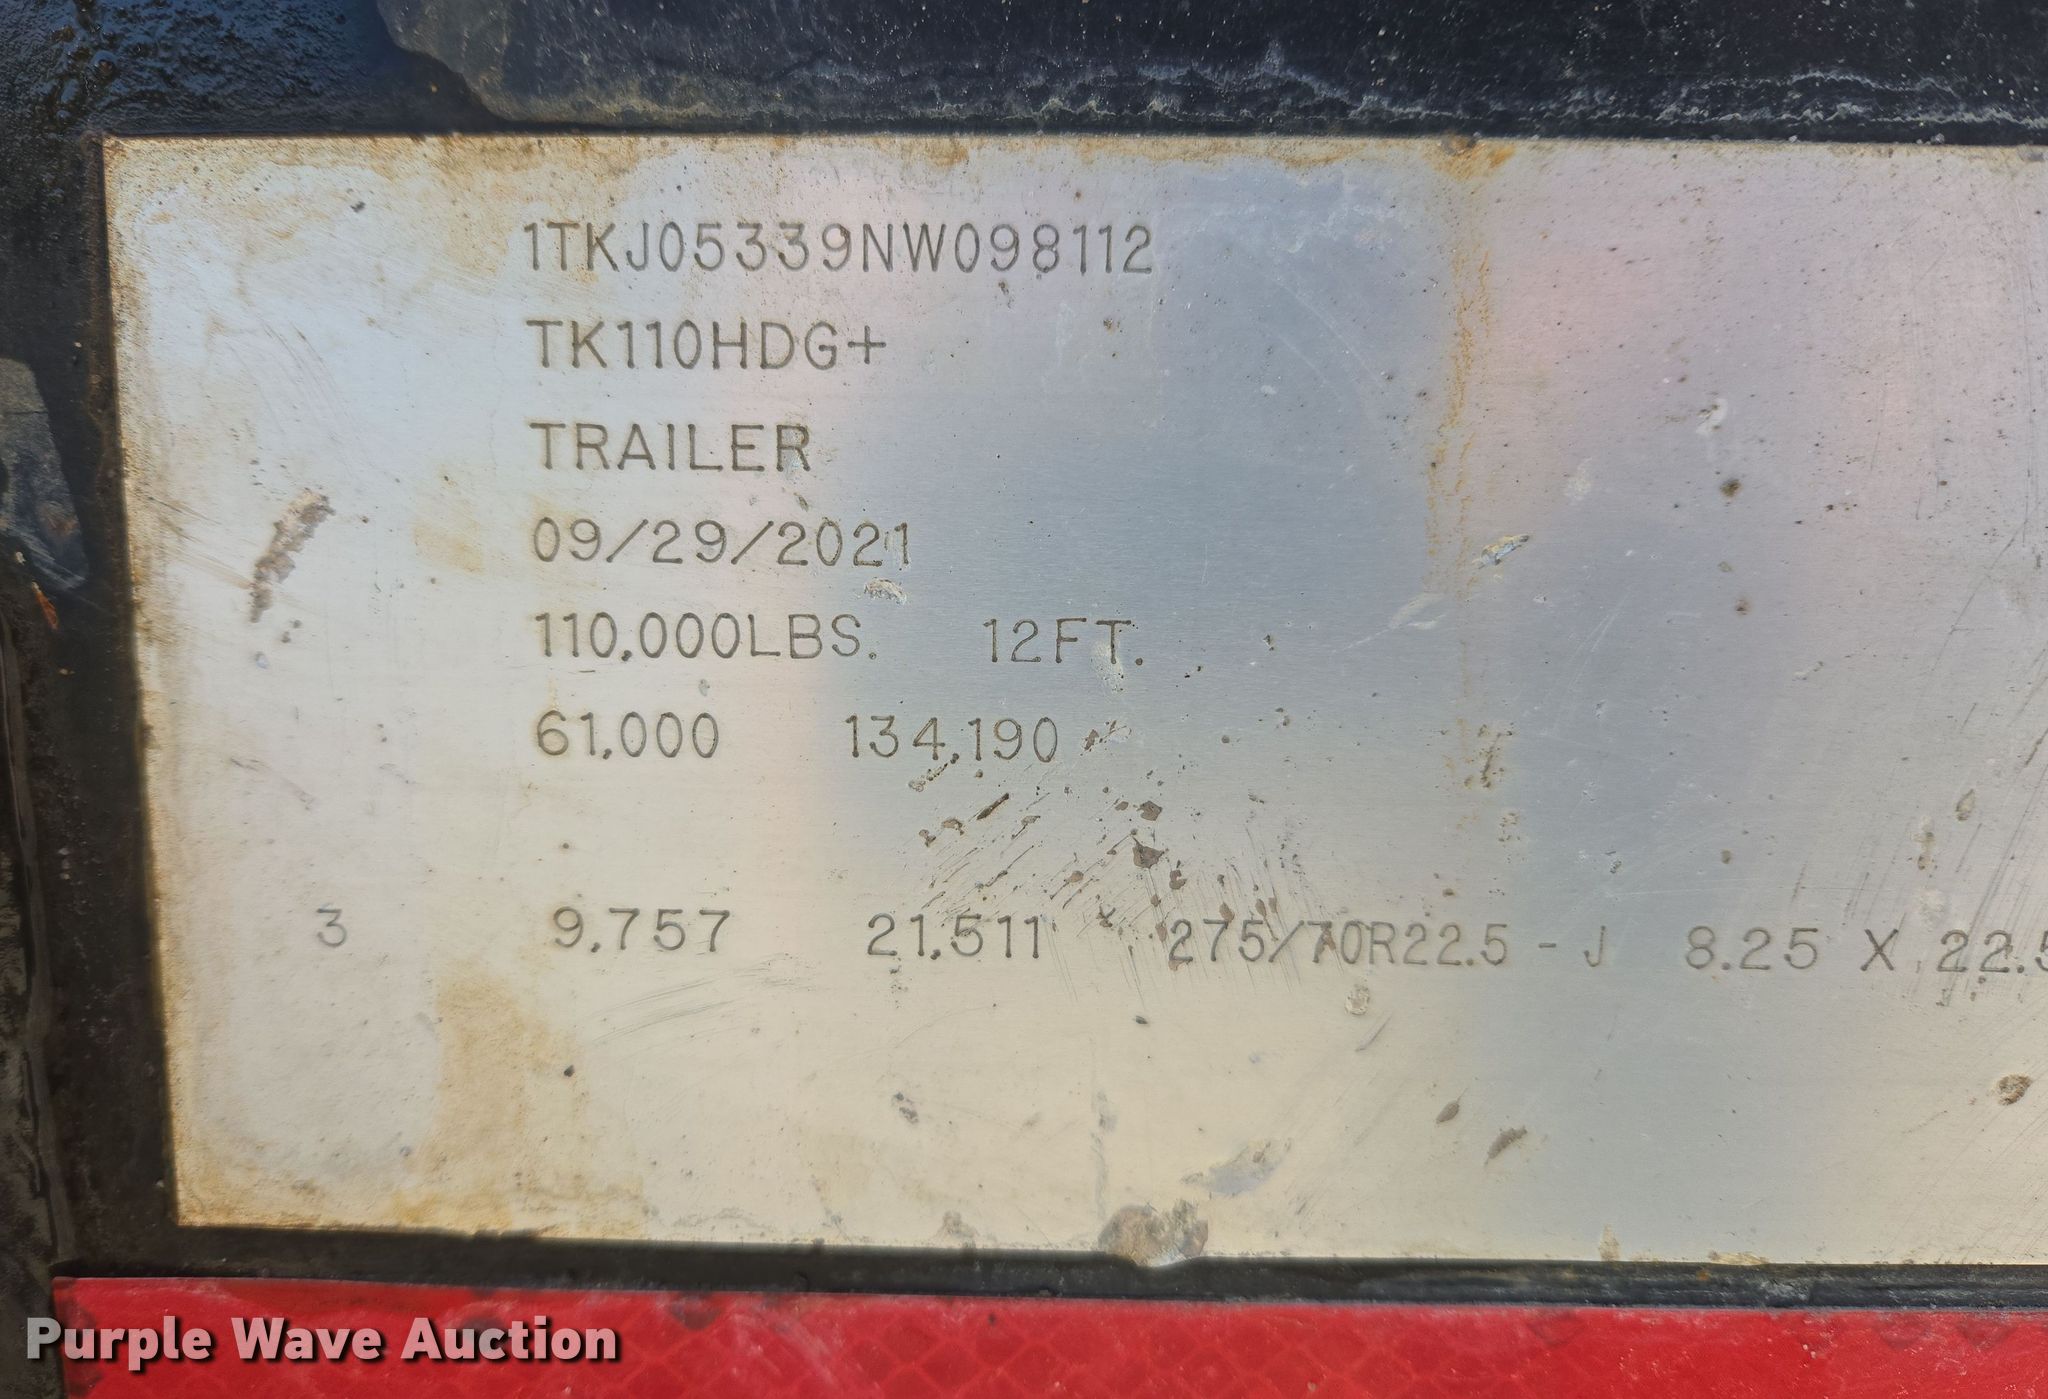 1TKJ05339NW098112
TK110HDG+
TRAILER
09/29/2021
110,000LBS. 12FT.
61,000 134,190
3 9,757 21,511 275/70R22.5 - J 8.25 X 22.5
Purple Wave Auction